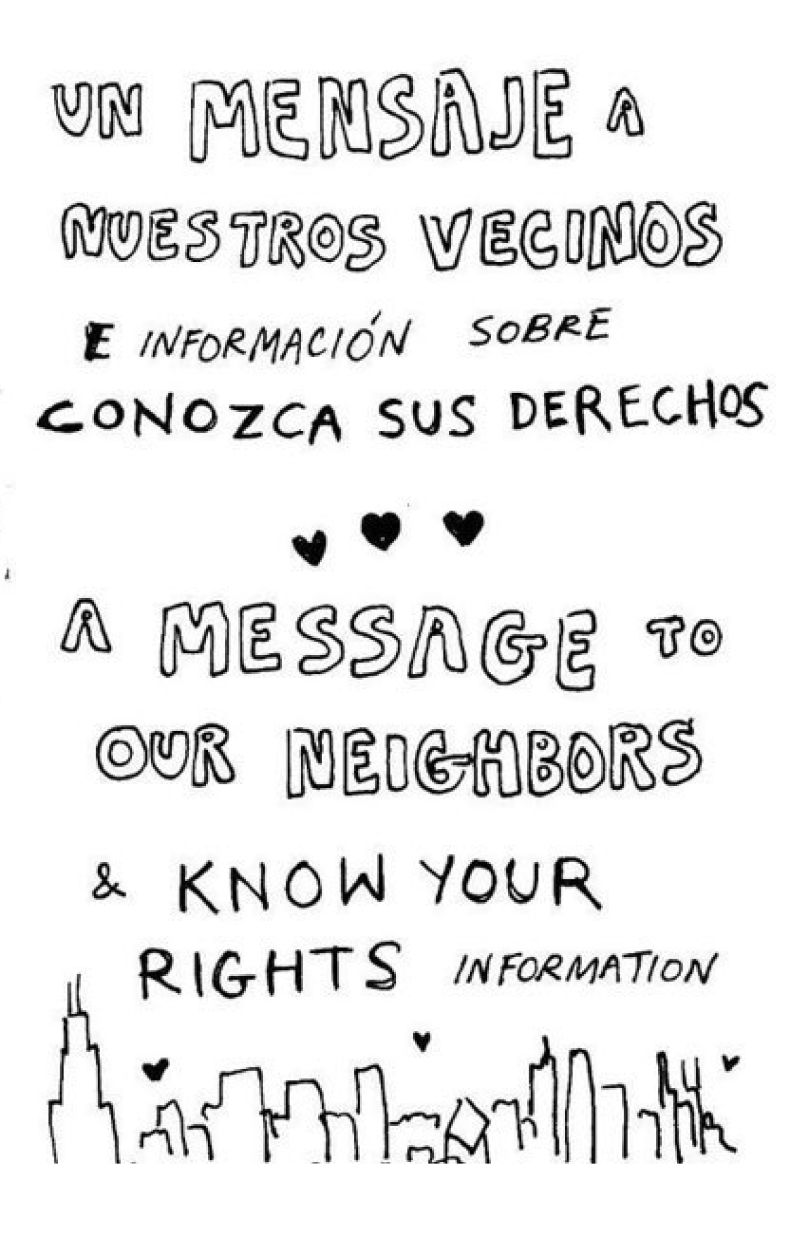 UN MENSAJE A
NUESTROS VECINOS
E INFORMACIÓN SOBRE
CONOZCA SUS DERECHOS
A MESSAGE TO
OUR NEIGHBORS
& KNOW YOUR
RIGHTS INFORMATION